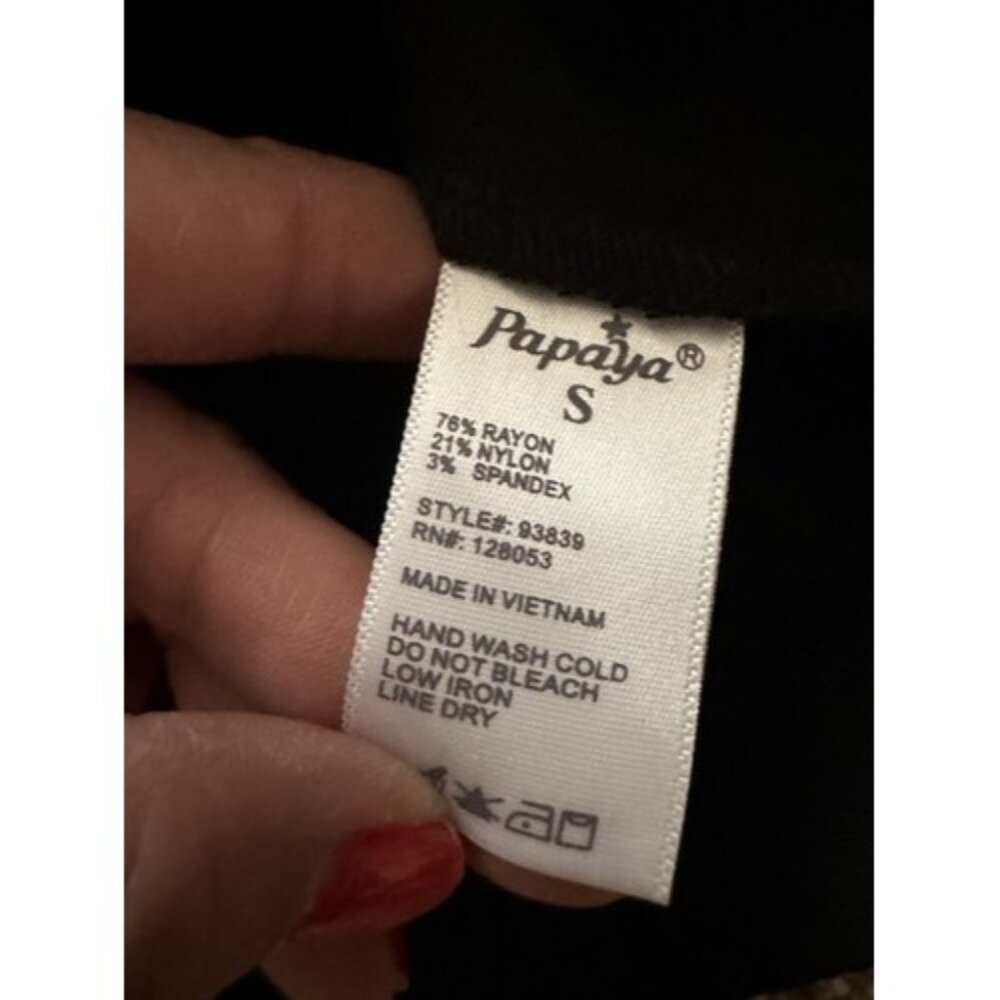 Papaya®
S
76% RAYON
21% NYLON
3% SPANDEX
STYLE#: 93839
RN#: 128053
MADE IN VIETNAM
HAND WASH COLD
DO NOT BLEACH
LOW IRON
LINE DRY